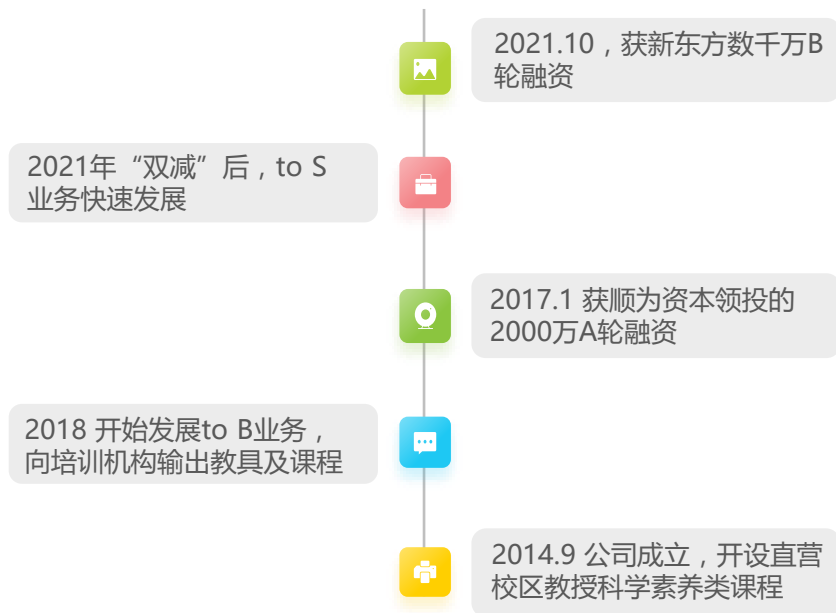 2021.10，获新东方数千万B
轮融资
2021年“双减”后，to S
业务快速发展
2017.1 获顺为资本领投的
2000万A轮融资
2018 开始发展to B业务，
向培训机构输出教具及课程
2014.9 公司成立，开设直营
校区教授科学素养类课程